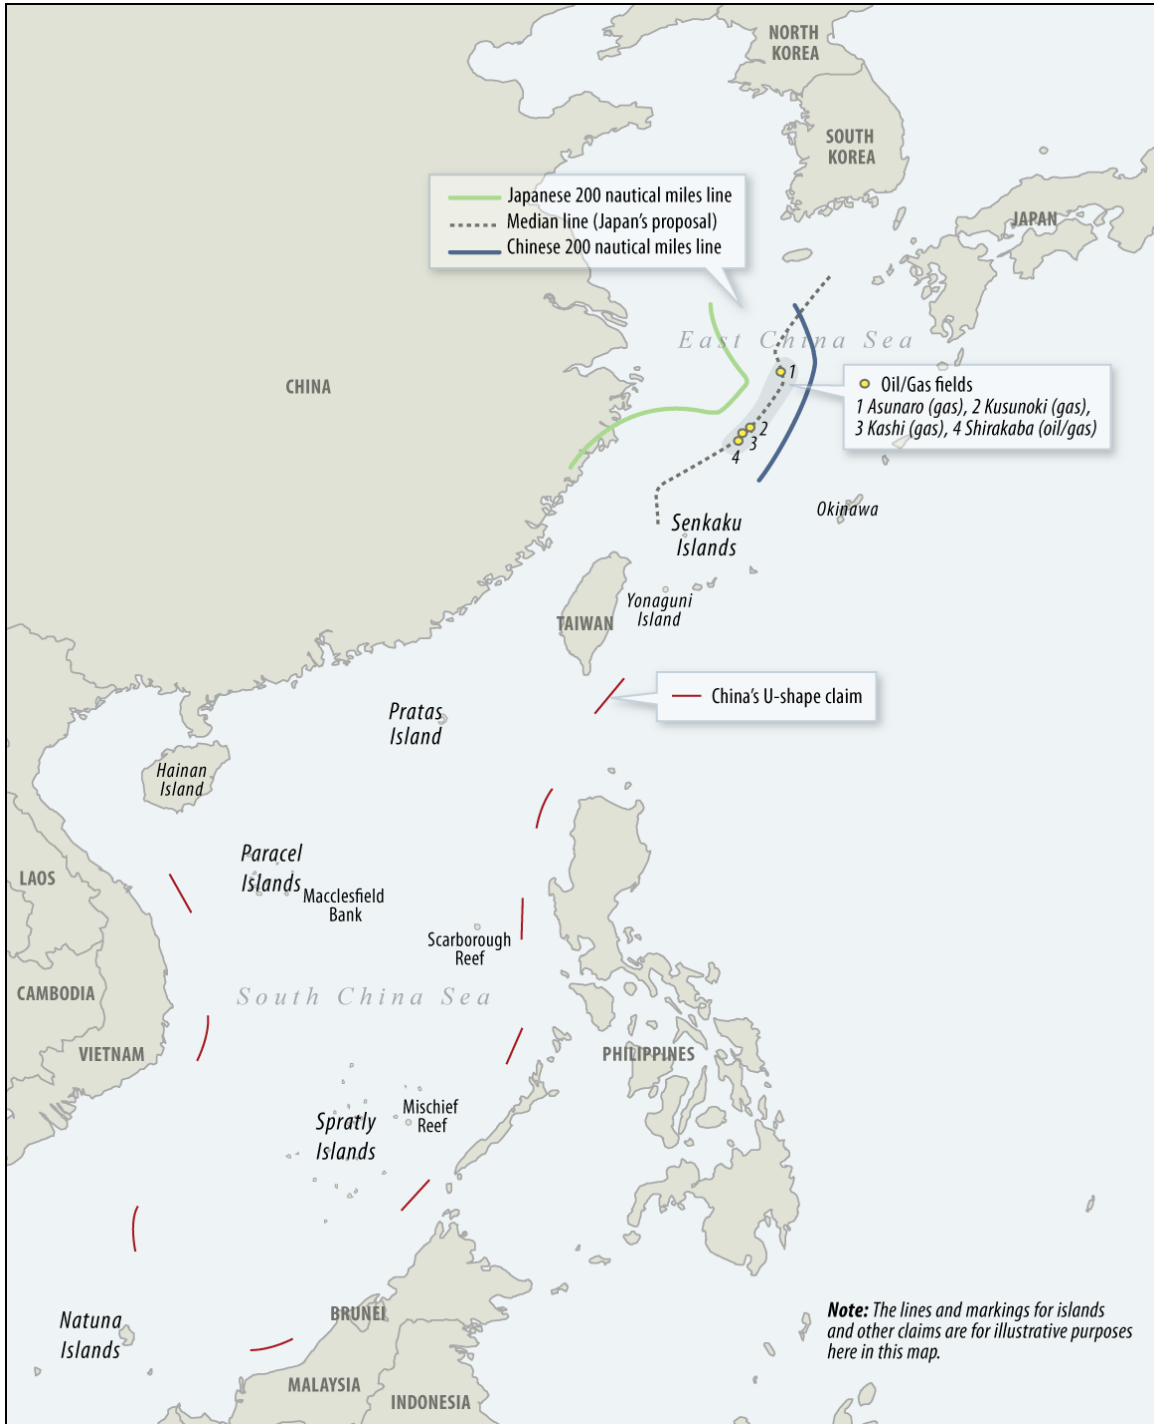 NORTH
KOREA
SOUTH
KOREA
Japanese 200 nautical miles line
Median line (Japan's proposal)
Chinese 200 nautical miles line
JAPAN
East China Sea
CHINA
1
Oil/Gas fields
1 Asunaro (gas), 2 Kusunoki (gas),
3 Kashi (gas), 4 Shirakaba (oil/gas)
2
3
4
Okinawa
Senkaku
Islands
Yonaguni
Island
TAIWAN
China's U-shape claim
Pratas
Island
Hainan
Island
Paracel
Islands
Macclesfield
Bank
LAOS
Scarborough
Reef
CAMBODIA
South China Sea
VIETNAM
PHILIPPINES
Mischief
Reef
Spratly
Islands
Natuna
Islands
BRUNEI
Note: The lines and markings for islands
and other claims are for illustrative purposes
here in this map.
MALAYSIA
INDONESIA